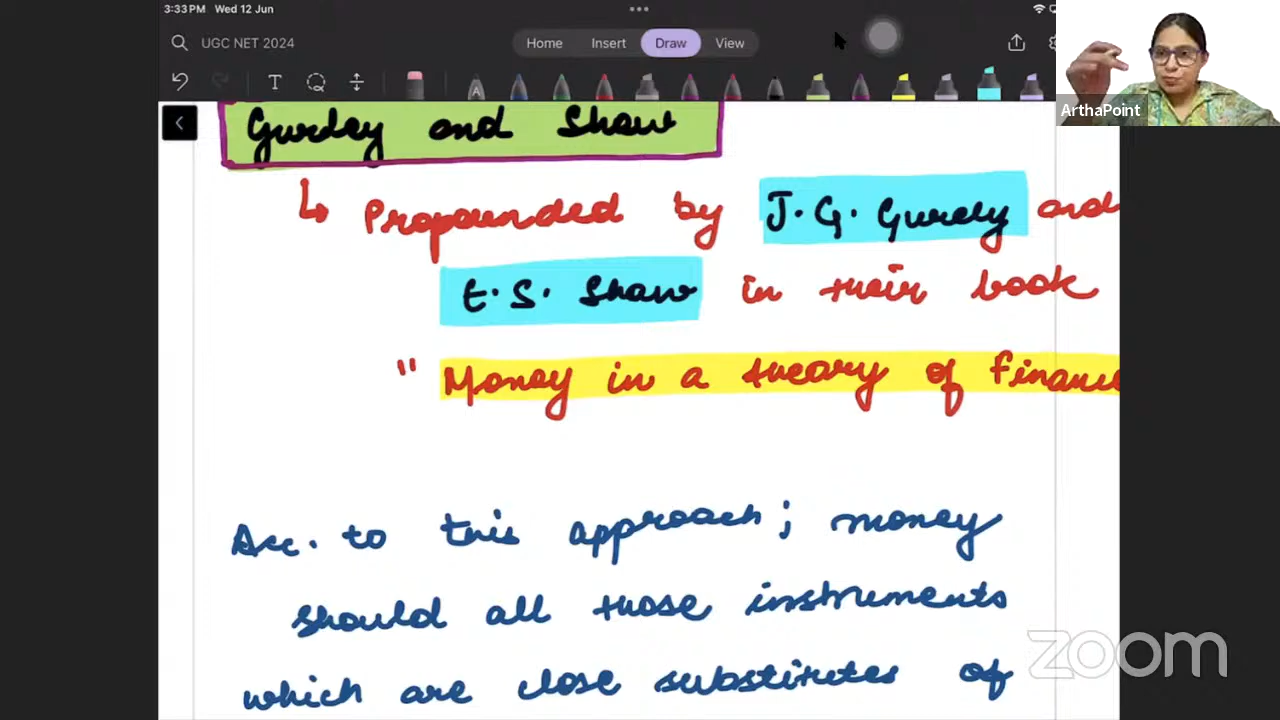 3:33 PM Wed 12 Jun
UGC NET 2024
Home Insert Draw View
ArthaPoint
Gurley and Shaw
Propounded by J. G. Gurely and
E. S. Shaw in their book
" Money in a theory of finance
Acc. to this approach; money
should all those instruments
which are close substitutes of
zoom